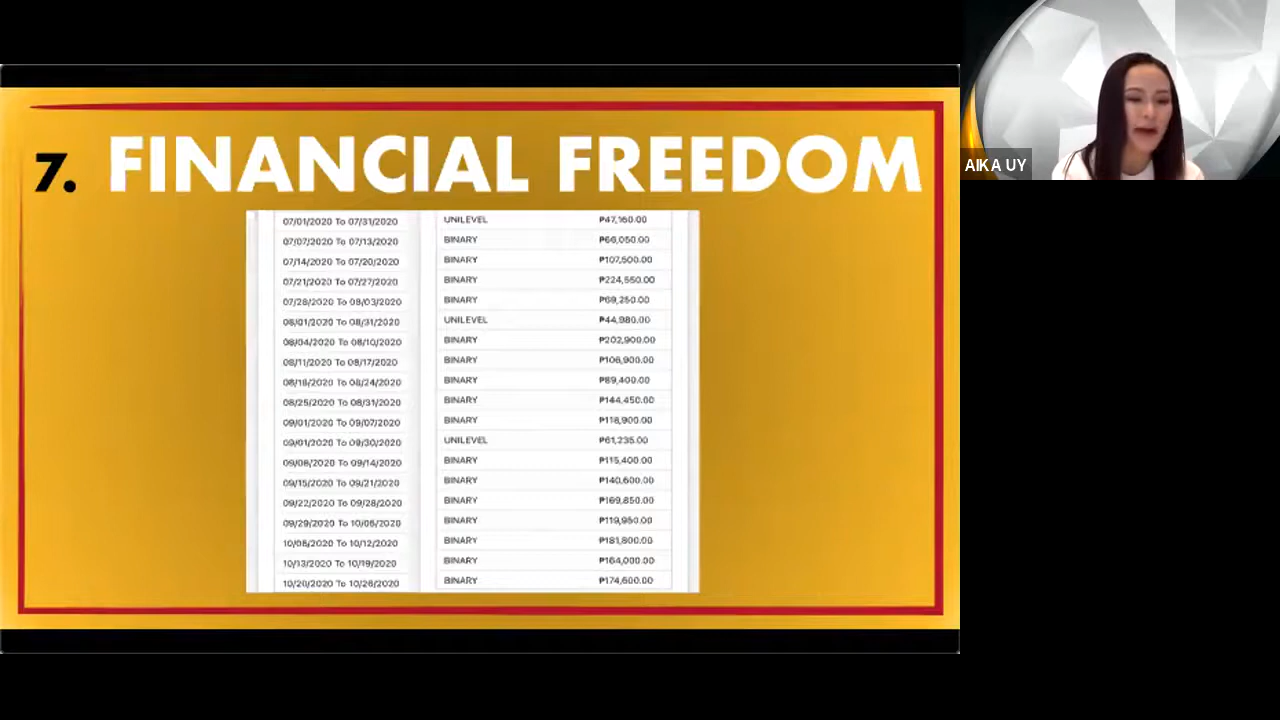 7. FINANCIAL FREEDOM
07/01/2020 To 07/31/2020 UNILEVEL ₱47,160.00
07/07/2020 To 07/13/2020 BINARY ₱66,050.00
07/14/2020 To 07/20/2020 BINARY ₱107,500.00
07/21/2020 To 07/27/2020 BINARY ₱224,550.00
07/28/2020 To 08/03/2020 BINARY ₱69,250.00
08/01/2020 To 08/31/2020 UNILEVEL ₱44,980.00
08/04/2020 To 08/10/2020 BINARY ₱202,900.00
08/11/2020 To 08/17/2020 BINARY ₱106,900.00
08/18/2020 To 08/24/2020 BINARY ₱89,400.00
08/25/2020 To 08/31/2020 BINARY ₱144,450.00
09/01/2020 To 09/07/2020 BINARY ₱118,900.00
09/01/2020 To 09/30/2020 UNILEVEL ₱61,235.00
09/08/2020 To 09/14/2020 BINARY ₱115,400.00
09/15/2020 To 09/21/2020 BINARY ₱140,600.00
09/22/2020 To 09/28/2020 BINARY ₱169,850.00
09/29/2020 To 10/05/2020 BINARY ₱119,950.00
10/06/2020 To 10/12/2020 BINARY ₱181,800.00
10/13/2020 To 10/19/2020 BINARY ₱164,000.00
10/20/2020 To 10/26/2020 BINARY ₱174,600.00
AIKA UY